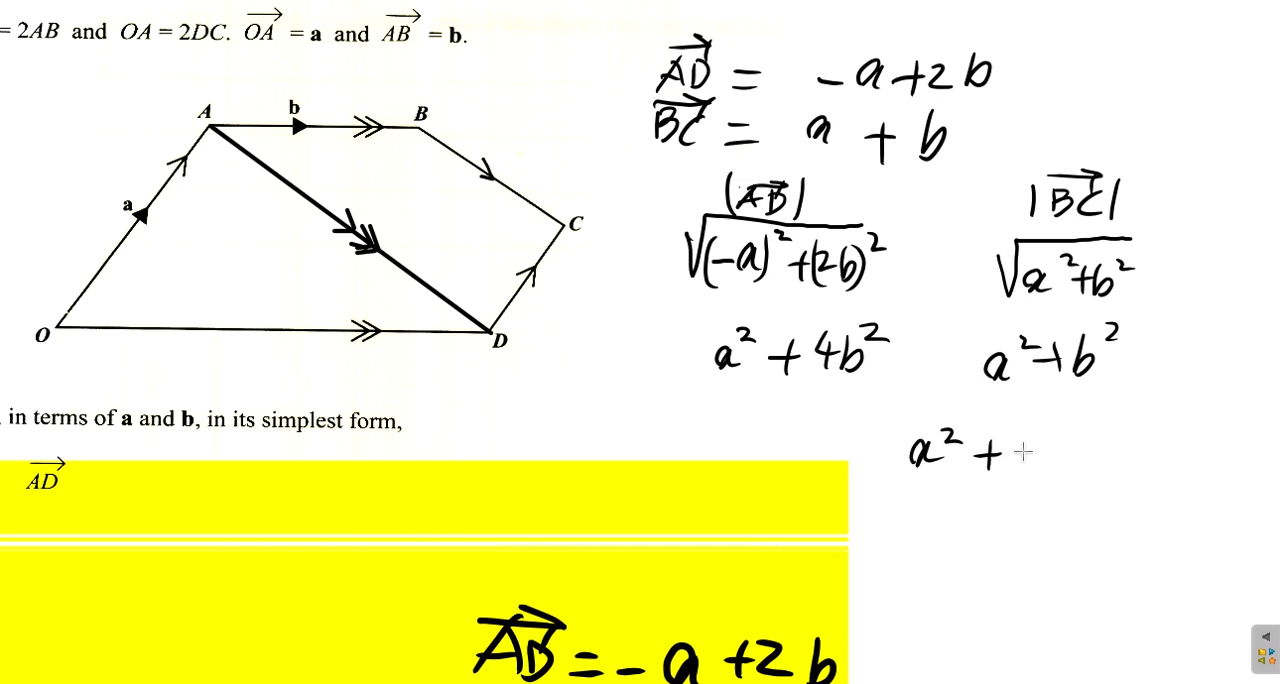 = 2AB and OA = 2DC. OA = a and AB = b.
A b B
a
C
O
D
in terms of a and b, in its simplest form,
AD
AD = -a+2b
BC = a + b
|AB| |BC|
√(-a)²+(2b)² √a²+b²
a² + 4b² a²+b²
a² +
AD = -a +2b